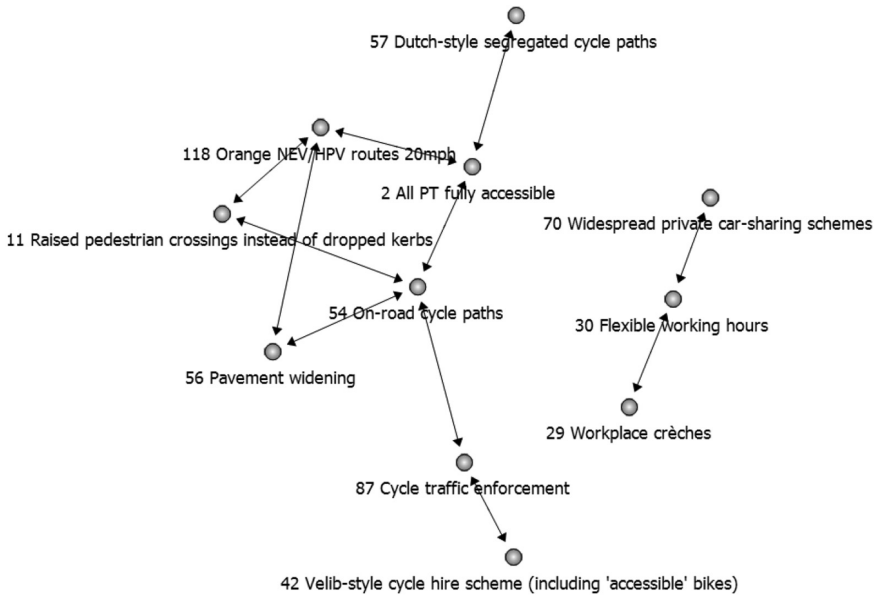 57 Dutch-style segregated cycle paths
118 Orange NEV/HPV routes 20mph
2 All PT fully accessible
70 Widespread private car-sharing schemes
11 Raised pedestrian crossings instead of dropped kerbs
54 On-road cycle paths
30 Flexible working hours
56 Pavement widening
29 Workplace crèches
87 Cycle traffic enforcement
42 Velib-style cycle hire scheme (including 'accessible' bikes)